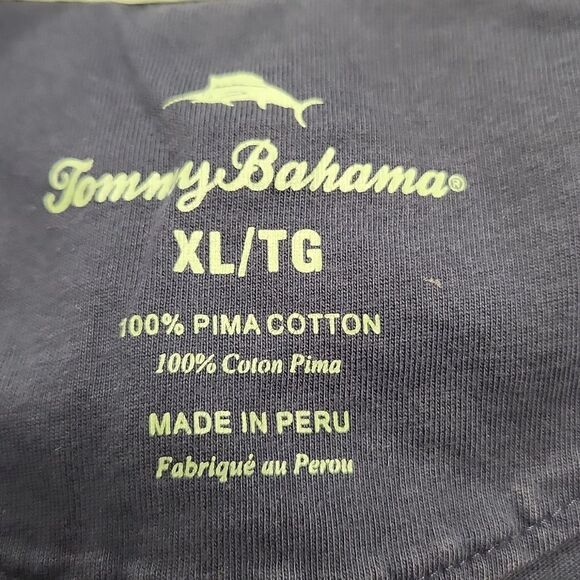 Tommy Bahama®
XL/TG
100% PIMA COTTON
100% Coton Pima
MADE IN PERU
Fabriqué au Perou